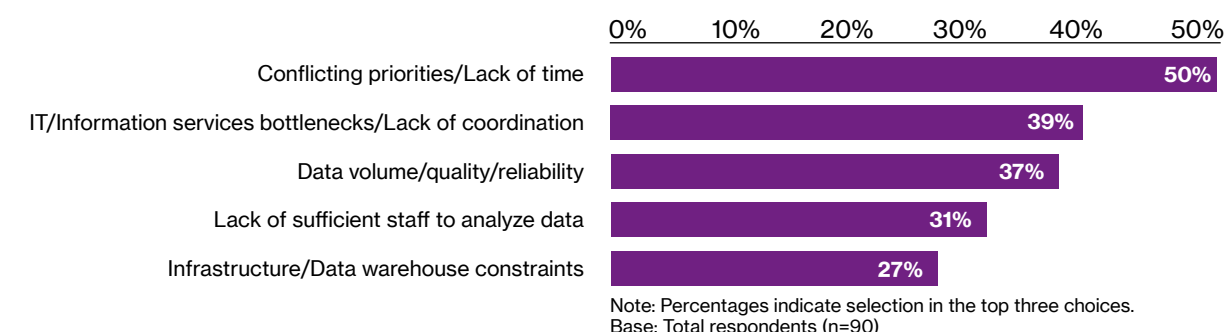 0% 10% 20% 30% 40% 50%
Conflicting priorities/Lack of time 50%
IT/Information services bottlenecks/Lack of coordination 39%
Data volume/quality/reliability 37%
Lack of sufficient staff to analyze data 31%
Infrastructure/Data warehouse constraints 27%
Note: Percentages indicate selection in the top three choices.
Base: Total respondents (n=90)